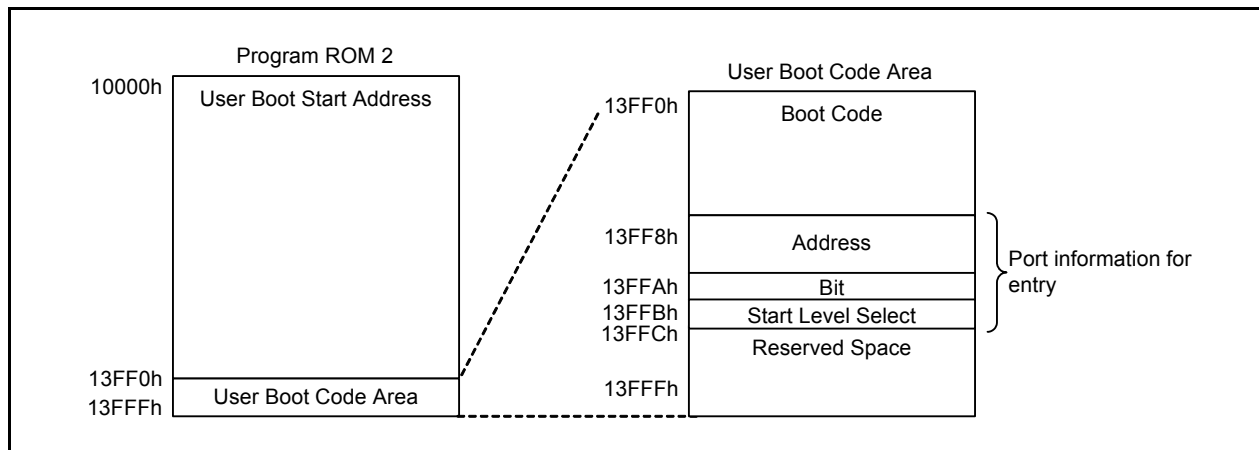 Program ROM 2
10000h
User Boot Start Address
13FF0h
User Boot Code Area
13FFFh
User Boot Code Area
13FF0h
Boot Code
13FF8h
Address
13FFAh
Bit
13FFBh
Start Level Select
13FFCh
Reserved Space
13FFFh
Port information for
entry